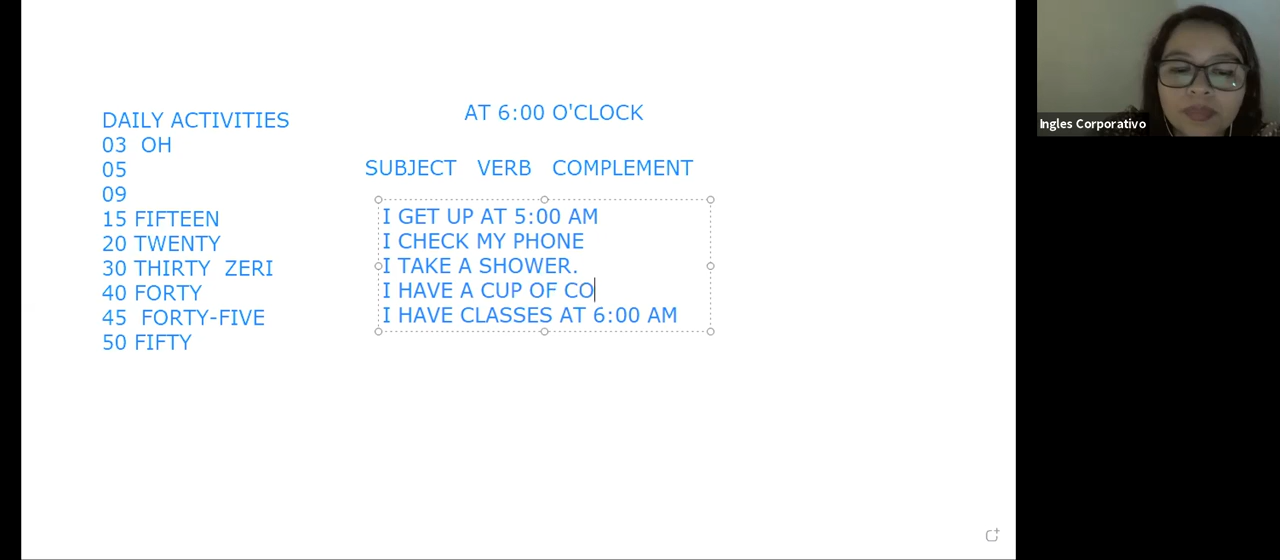 DAILY ACTIVITIES
03 OH
05
09
15 FIFTEEN
20 TWENTY
30 THIRTY ZERI
40 FORTY
45 FORTY-FIVE
50 FIFTY
AT 6:00 O'CLOCK
SUBJECT VERB COMPLEMENT
I GET UP AT 5:00 AM
I CHECK MY PHONE
I TAKE A SHOWER.
I HAVE A CUP OF CO
I HAVE CLASSES AT 6:00 AM
Ingles Corporativo